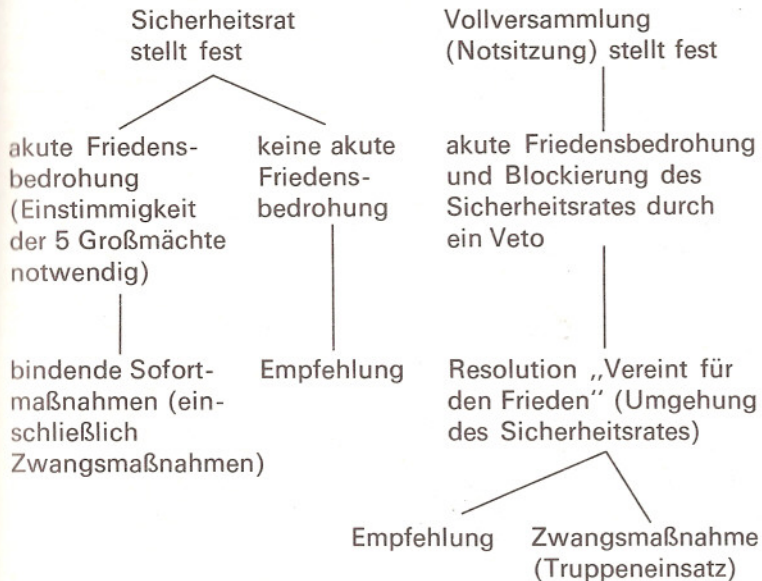 Sicherheitsrat
stellt fest
Vollversammlung
(Notsitzung) stellt fest
akute Friedens-
bedrohung
(Einstimmigkeit
der 5 Großmächte
notwendig)
keine akute
Friedens-
bedrohung
akute Friedensbedrohung
und Blockierung des
Sicherheitsrates durch
ein Veto
bindende Sofort-
maßnahmen (ein-
schließlich
Zwangsmaßnahmen)
Empfehlung
Resolution ,,Vereint für
den Frieden'' (Umgehung
des Sicherheitsrates)
Empfehlung
Zwangsmaßnahme
(Truppeneinsatz)